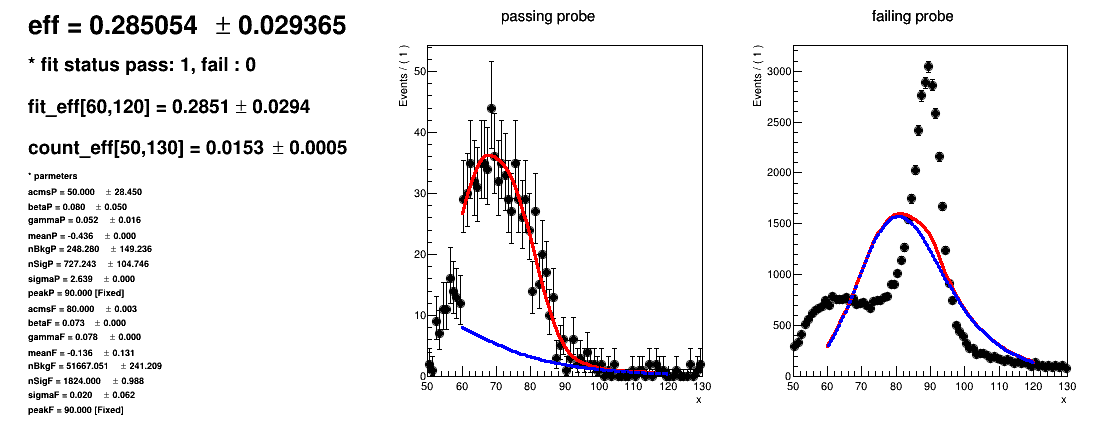 eff = 0.285054 ± 0.029365
* fit status pass: 1, fail : 0
fit_eff[60,120] = 0.2851 ± 0.0294
count_eff[50,130] = 0.0153 ± 0.0005
* parmeters
acmsP = 50.000 ± 28.450
betaP = 0.080 ± 0.050
gammaP = 0.052 ± 0.016
meanP = -0.436 ± 0.000
nBkgP = 248.280 ± 149.236
nSigP = 727.243 ± 104.746
sigmaP = 2.639 ± 0.000
peakP = 90.000 [Fixed]
acmsF = 80.000 ± 0.003
betaF = 0.073 ± 0.000
gammaF = 0.078 ± 0.000
meanF = -0.136 ± 0.131
nBkgF = 51667.051 ± 241.209
nSigF = 1824.000 ± 0.988
sigmaF = 0.020 ± 0.062
peakF = 90.000 [Fixed]
passing probe
Events / ( 1 )
50
40
30
20
10
0
50 60 70 80 90 100 110 120 130
x
failing probe
Events / ( 1 )
3000
2500
2000
1500
1000
500
0
50 60 70 80 90 100 110 120 130
x